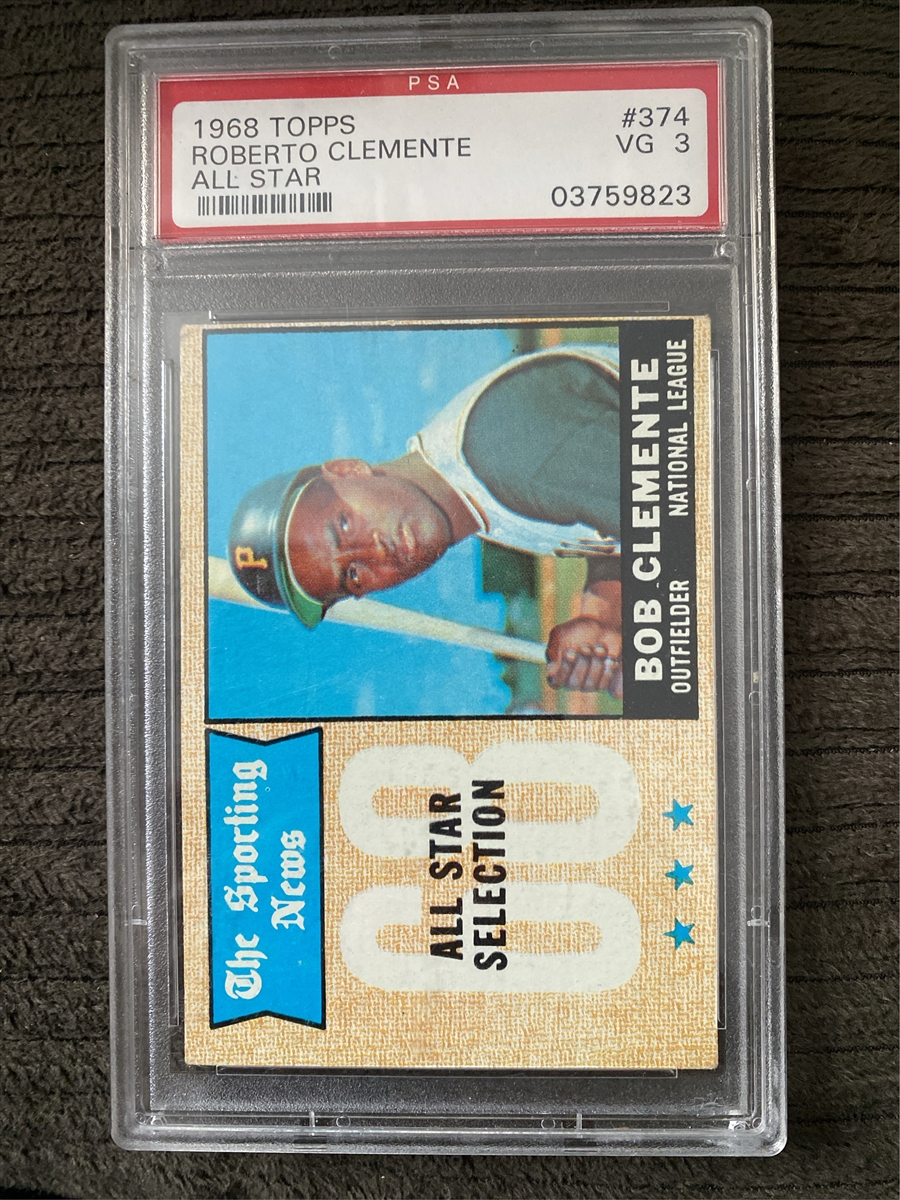 PSA
1968 TOPPS #374
ROBERTO CLEMENTE VG 3
ALL STAR
03759823
P
The Sporting
News
ALL STAR
SELECTION
68
BOB CLEMENTE
OUTFIELDER NATIONAL LEAGUE